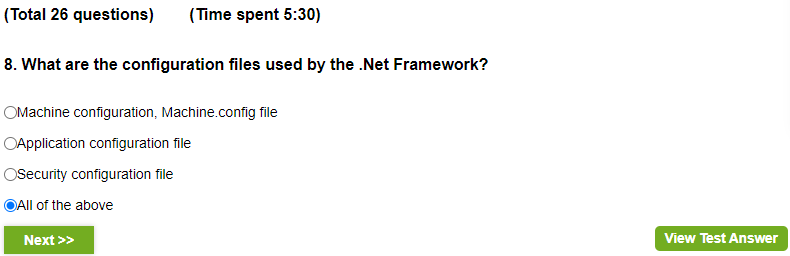 (Total 26 questions) (Time spent 5:30)
8. What are the configuration files used by the .Net Framework?
Machine configuration, Machine.config file
Application configuration file
Security configuration file
All of the above
Next >>
View Test Answer